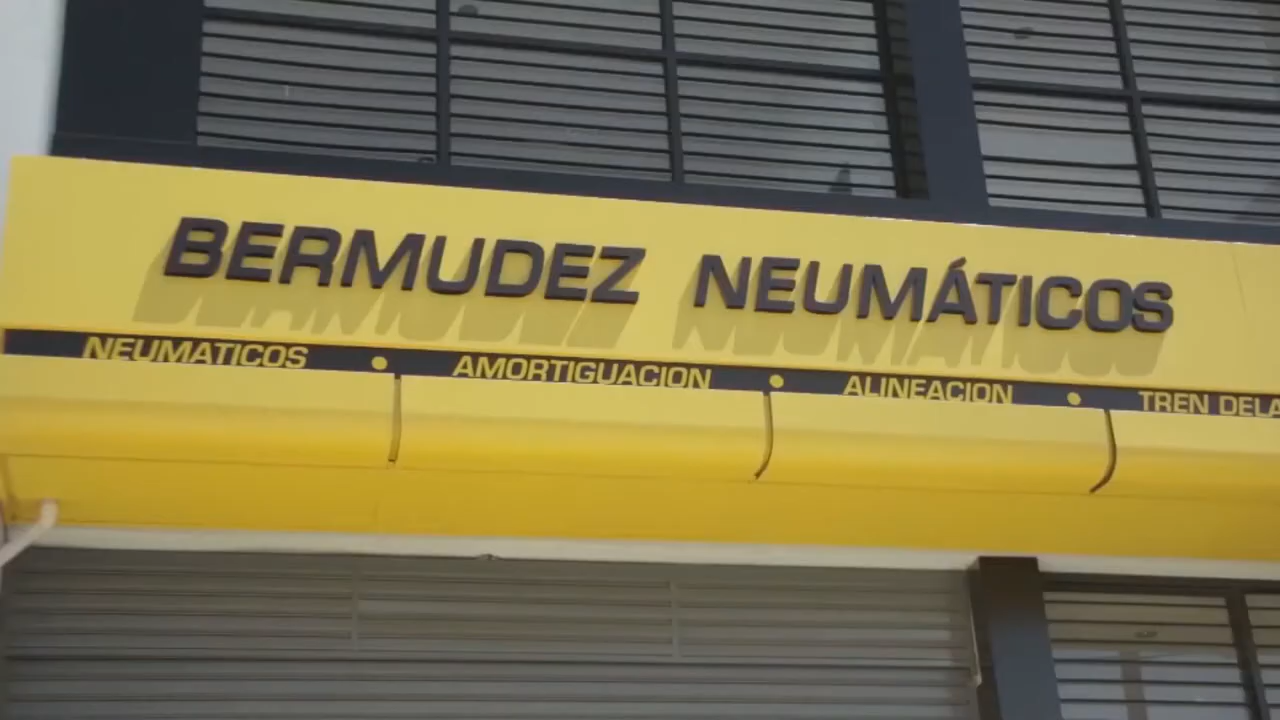 BERMUDEZ NEUMÁTICOS
NEUMATICOS • AMORTIGUACION • ALINEACION • TREN DELA